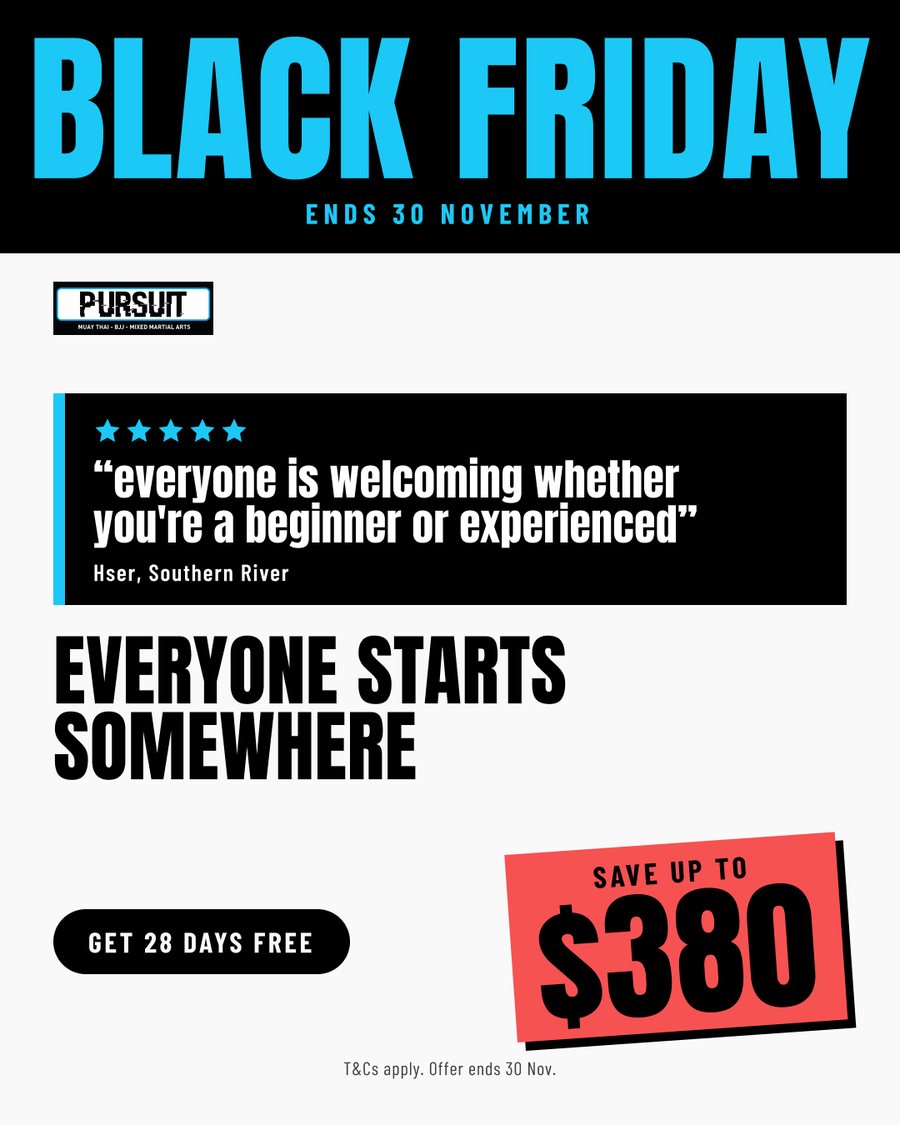 BLACK FRIDAY
ENDS 30 NOVEMBER
PURSUIT
MUAY THAI - BJJ - MIXED MARTIAL ARTS
“everyone is welcoming whether
you're a beginner or experienced”
Hser, Southern River
EVERYONE STARTS
SOMEWHERE
SAVE UP TO
$380
GET 28 DAYS FREE
T&Cs apply. Offer ends 30 Nov.